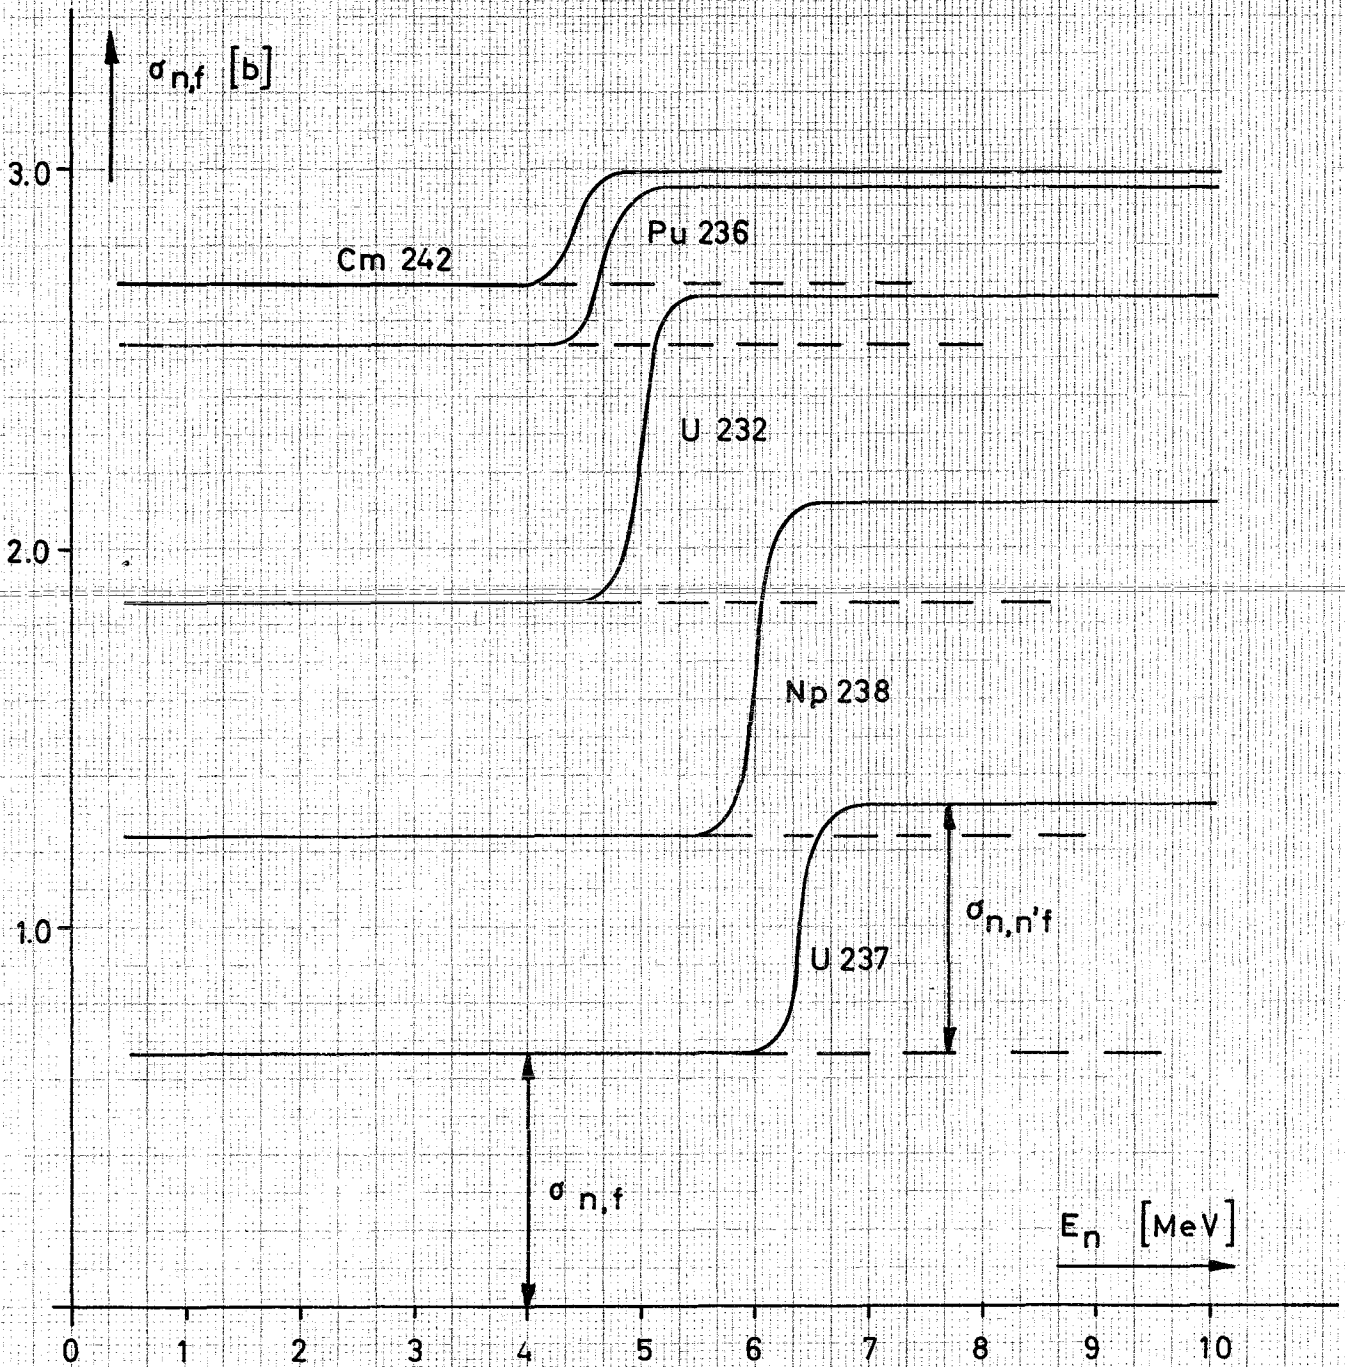 σn,f [b]
3.0
Pu 236
Cm 242
U 232
2.0
Np 238
σn,n'f
1.0
U 237
σ n,f
En [MeV]
0 1 2 3 4 5 6 7 8 9 10